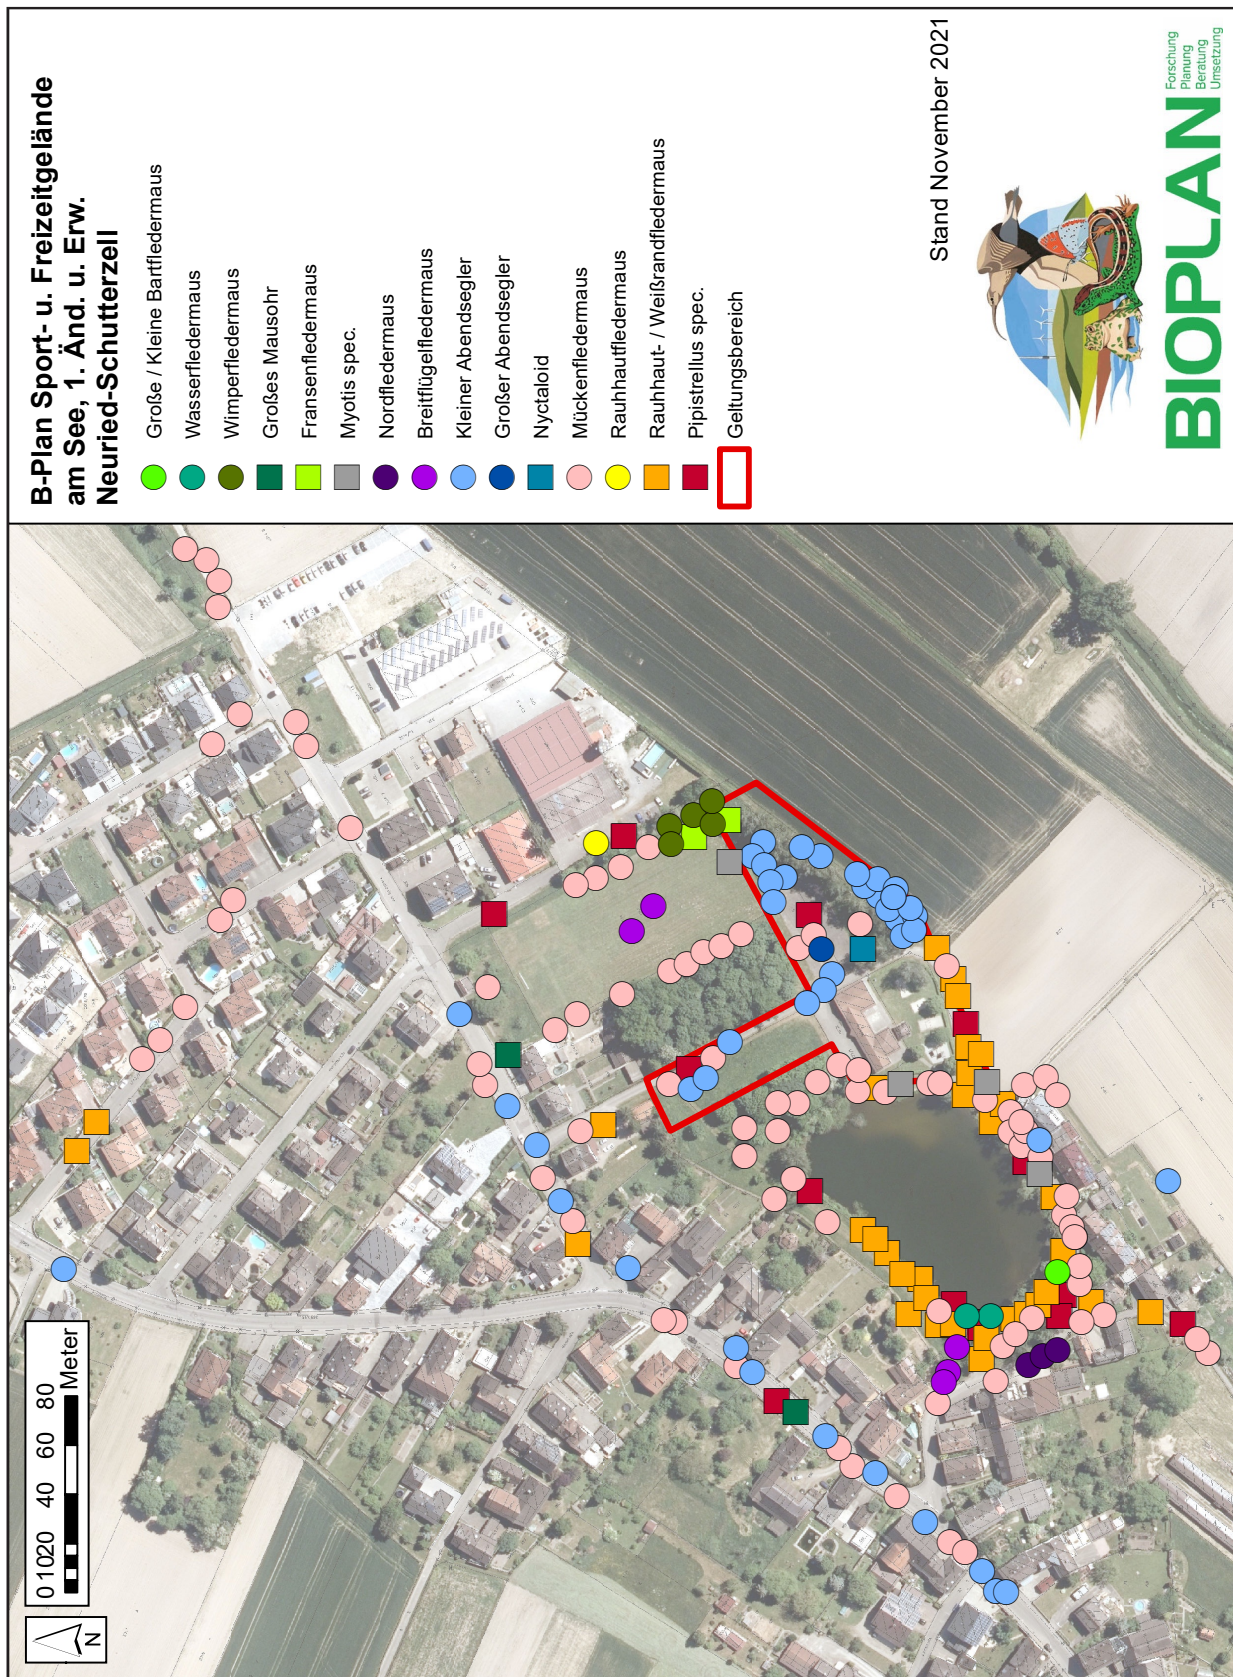 B-Plan Sport- u. Freizeitgelände
am See, 1. Änd. u. Erw.
Neuried-Schutterzell
Große / Kleine Bartfledermaus
Wasserfledermaus
Wimperfledermaus
Großes Mausohr
Fransenfledermaus
Myotis spec.
Nordfledermaus
Breitflügelfledermaus
Kleiner Abendsegler
Großer Abendsegler
Nyctaloid
Mückenfledermaus
Rauhhautfledermaus
Rauhhaut- / Weißrandfledermaus
Pipistrellus spec.
Geltungsbereich
Stand November 2021
BIOPLAN
Forschung
Planung
Beratung
Umsetzung
N
0 10 20 40 60 80
Meter